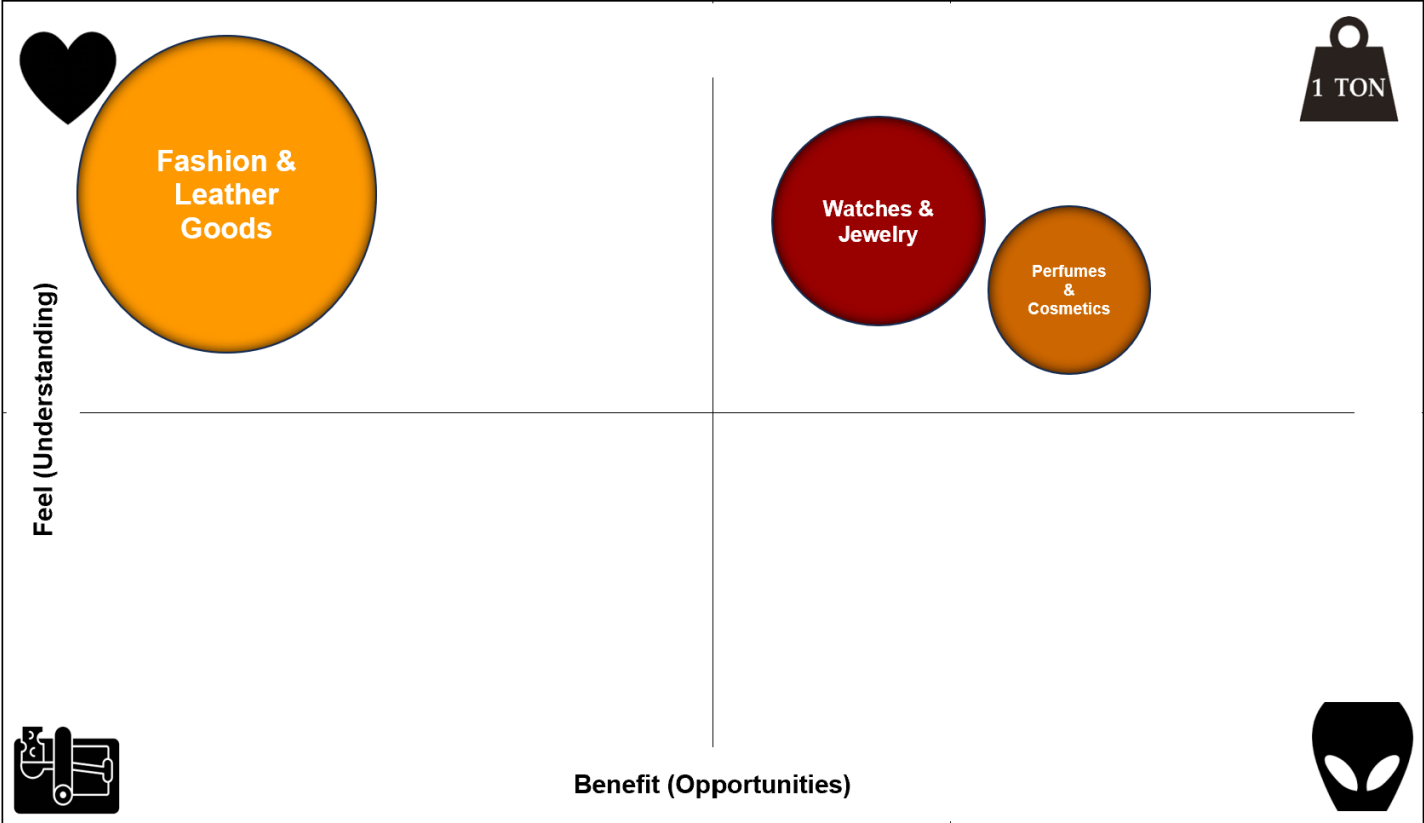 Fashion &
Leather
Goods
Watches &
Jewelry
Perfumes
&
Cosmetics
1 TON
Feel (Understanding)
Benefit (Opportunities)